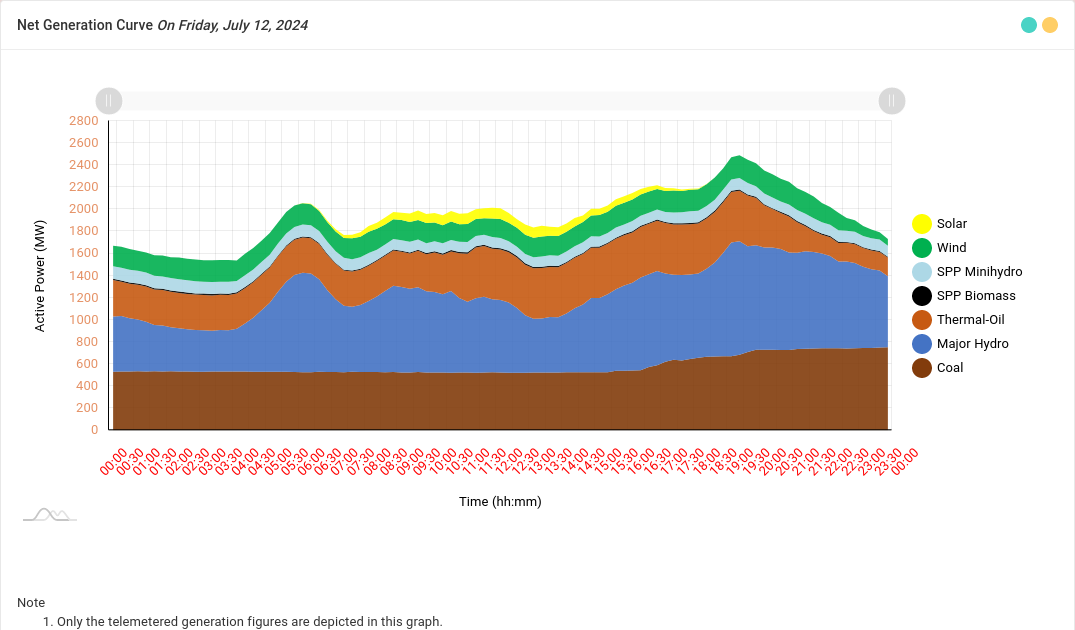 Net Generation Curve On Friday, July 12, 2024
2800
2600
2400
2200
2000
1800
1600
1400
1200
1000
800
600
400
200
0
Active Power (MW)
00:00 00:30 01:00 01:30 02:00 02:30 03:00 03:30 04:00 04:30 05:00 05:30 06:00 06:30 07:00 07:30 08:00 08:30 09:00 09:30 10:00 10:30 11:00 11:30 12:00 12:30 13:00 13:30 14:00 14:30 15:00 15:30 16:00 16:30 17:00 17:30 18:00 18:30 19:00 19:30 20:00 20:30 21:00 21:30 22:00 22:30 23:00 23:30 00:00
Time (hh:mm)
Solar
Wind
SPP Minihydro
SPP Biomass
Thermal-Oil
Major Hydro
Coal
Note
1. Only the telemetered generation figures are depicted in this graph.